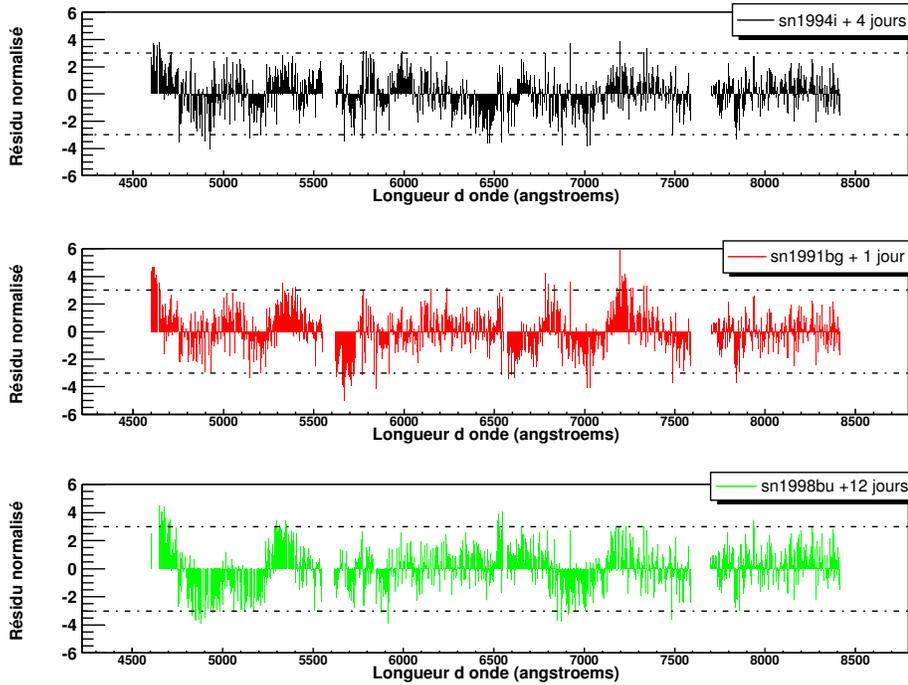 sn1994i + 4 jours
Résidu normalisé
6
4
2
0
-2
-4
-6
4500 5000 5500 6000 6500 7000 7500 8000 8500
Longueur d onde (angstroems)
sn1991bg + 1 jour
Résidu normalisé
6
4
2
0
-2
-4
-6
4500 5000 5500 6000 6500 7000 7500 8000 8500
Longueur d onde (angstroems)
sn1998bu +12 jours
Résidu normalisé
6
4
2
0
-2
-4
-6
4500 5000 5500 6000 6500 7000 7500 8000 8500
Longueur d onde (angstroems)